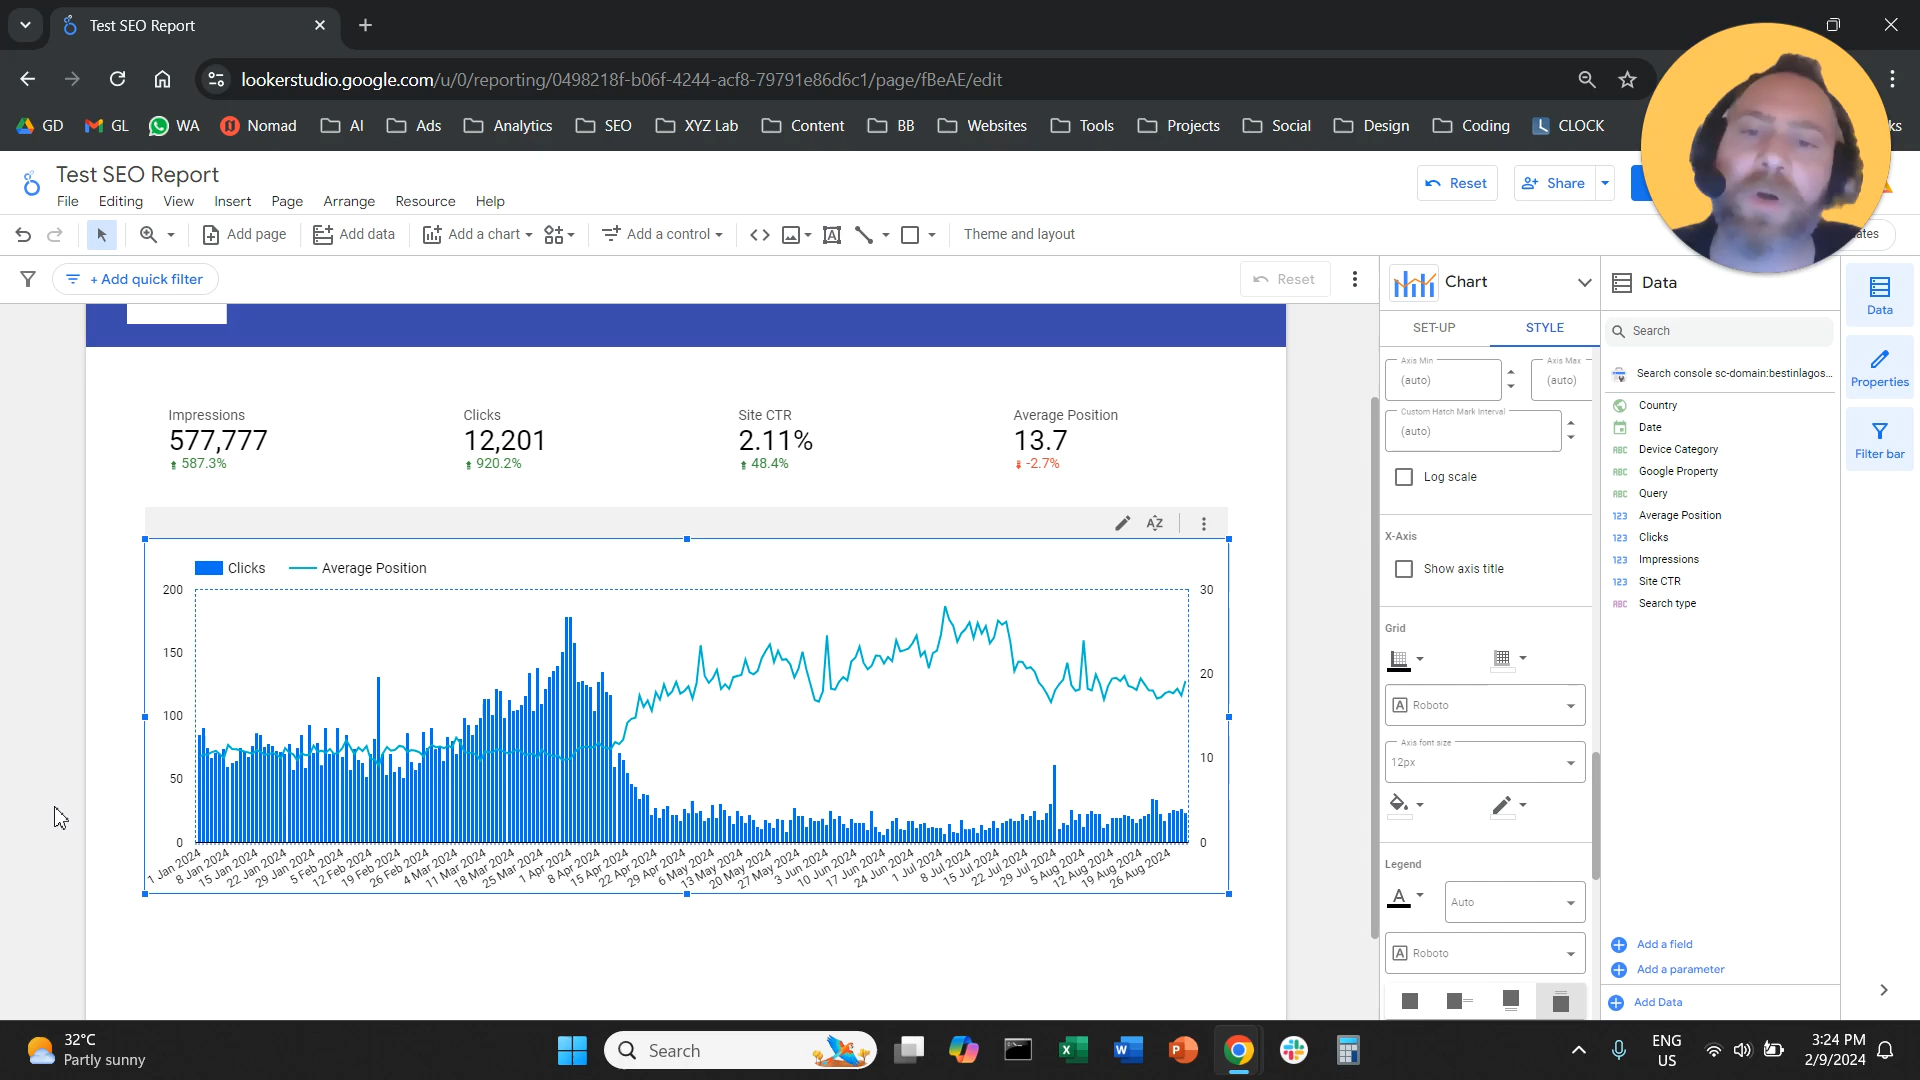 Test SEO Report
lookerstudio.google.com/u/0/reporting/0498218f-b06f-4244-acf8-79791e86d6c1/page/fBeAE/edit
GD GL WA Nomad AI Ads Analytics SEO XYZ Lab Content BB Websites Tools Projects Social Design Coding CLOCK
Test SEO Report
Reset Share
File Editing View Insert Page Arrange Resource Help
Add page Add data Add a chart Add a control Theme and layout
+ Add quick filter Reset
Chart
Data
SET-UP STYLE
Search
Axis Min
(auto)
Axis Max
(auto)
Custom Hatch Mark Interval
(auto)
Log scale
X-Axis
Show axis title
Grid
Roboto
Axis font size
12px
Legend
A Auto
Roboto
Search console sc-domain:bestinlagos...
Country
Date
ABC Device Category
ABC Google Property
ABC Query
123 Average Position
123 Clicks
123 Impressions
123 Site CTR
ABC Search type
Add a field
Add a parameter
Add Data
Data
Properties
Filter bar
Impressions
577,777
587.3%
Clicks
12,201
920.2%
Site CTR
2.11%
48.4%
Average Position
13.7
-2.7%
Clicks Average Position
200
150
100
50
0
30
20
10
0
1 Jan 2024
8 Jan 2024
15 Jan 2024
22 Jan 2024
29 Jan 2024
5 Feb 2024
12 Feb 2024
19 Feb 2024
26 Feb 2024
4 Mar 2024
11 Mar 2024
18 Mar 2024
25 Mar 2024
1 Apr 2024
8 Apr 2024
15 Apr 2024
22 Apr 2024
29 Apr 2024
6 May 2024
13 May 2024
20 May 2024
27 May 2024
3 Jun 2024
10 Jun 2024
17 Jun 2024
24 Jun 2024
1 Jul 2024
8 Jul 2024
15 Jul 2024
22 Jul 2024
29 Jul 2024
5 Aug 2024
12 Aug 2024
19 Aug 2024
26 Aug 2024
32°C
Partly sunny
Search
ENG
US
3:24 PM
2/9/2024